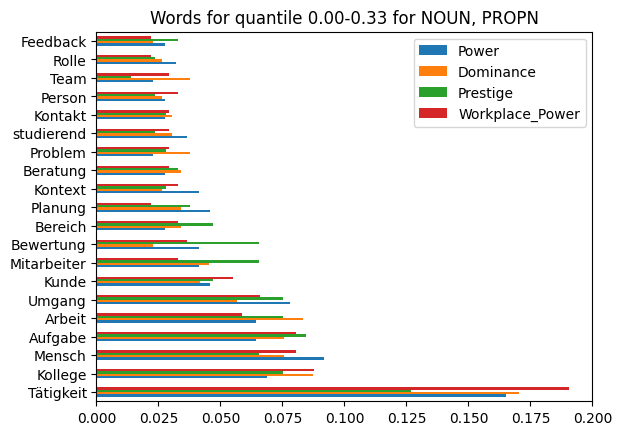 Words for quantile 0.00-0.33 for NOUN, PROPN
Power
Dominance
Prestige
Workplace_Power
Feedback
Rolle
Team
Person
Kontakt
studierend
Problem
Beratung
Kontext
Planung
Bereich
Bewertung
Mitarbeiter
Kunde
Umgang
Arbeit
Aufgabe
Mensch
Kollege
Tätigkeit
0.000 0.025 0.050 0.075 0.100 0.125 0.150 0.175 0.200